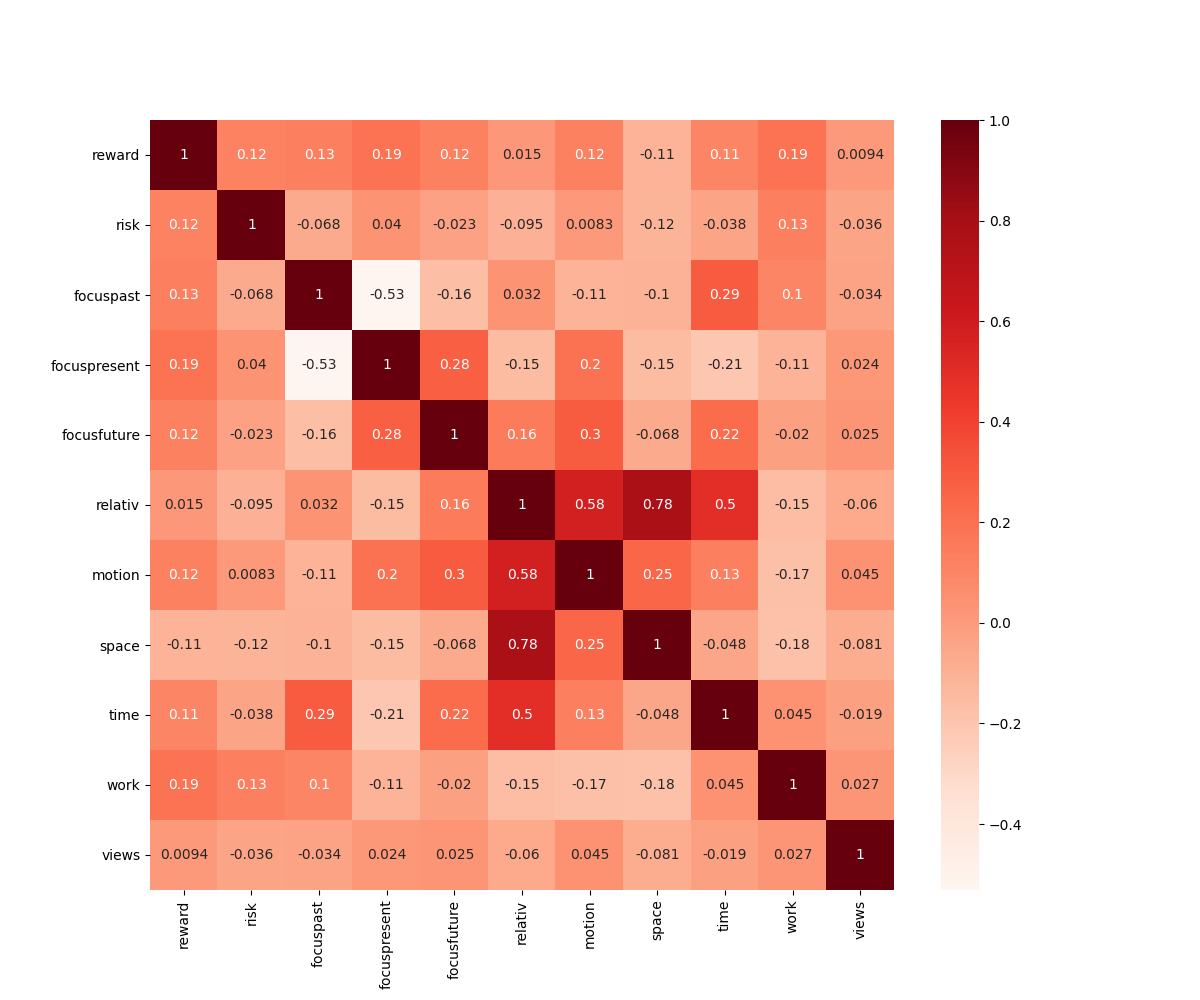 reward 1 0.12 0.13 0.19 0.12 0.015 0.12 -0.11 0.11 0.19 0.0094
risk 0.12 1 -0.068 0.04 -0.023 -0.095 0.0083 -0.12 -0.038 0.13 -0.036
focuspast 0.13 -0.068 1 -0.53 -0.16 0.032 -0.11 -0.1 0.29 0.1 -0.034
focuspresent 0.19 0.04 -0.53 1 0.28 -0.15 0.2 -0.15 -0.21 -0.11 0.024
focusfuture 0.12 -0.023 -0.16 0.28 1 0.16 0.3 -0.068 0.22 -0.02 0.025
relativ 0.015 -0.095 0.032 -0.15 0.16 1 0.58 0.78 0.5 -0.15 -0.06
motion 0.12 0.0083 -0.11 0.2 0.3 0.58 1 0.25 0.13 -0.17 0.045
space -0.11 -0.12 -0.1 -0.15 -0.068 0.78 0.25 1 -0.048 -0.18 -0.081
time 0.11 -0.038 0.29 -0.21 0.22 0.5 0.13 -0.048 1 0.045 -0.019
work 0.19 0.13 0.1 -0.11 -0.02 -0.15 -0.17 -0.18 0.045 1 0.027
views 0.0094 -0.036 -0.034 0.024 0.025 -0.06 0.045 -0.081 -0.019 0.027 1
reward risk focuspast focuspresent focusfuture relativ motion space time work views
1.0
0.8
0.6
0.4
0.2
0.0
−0.2
−0.4